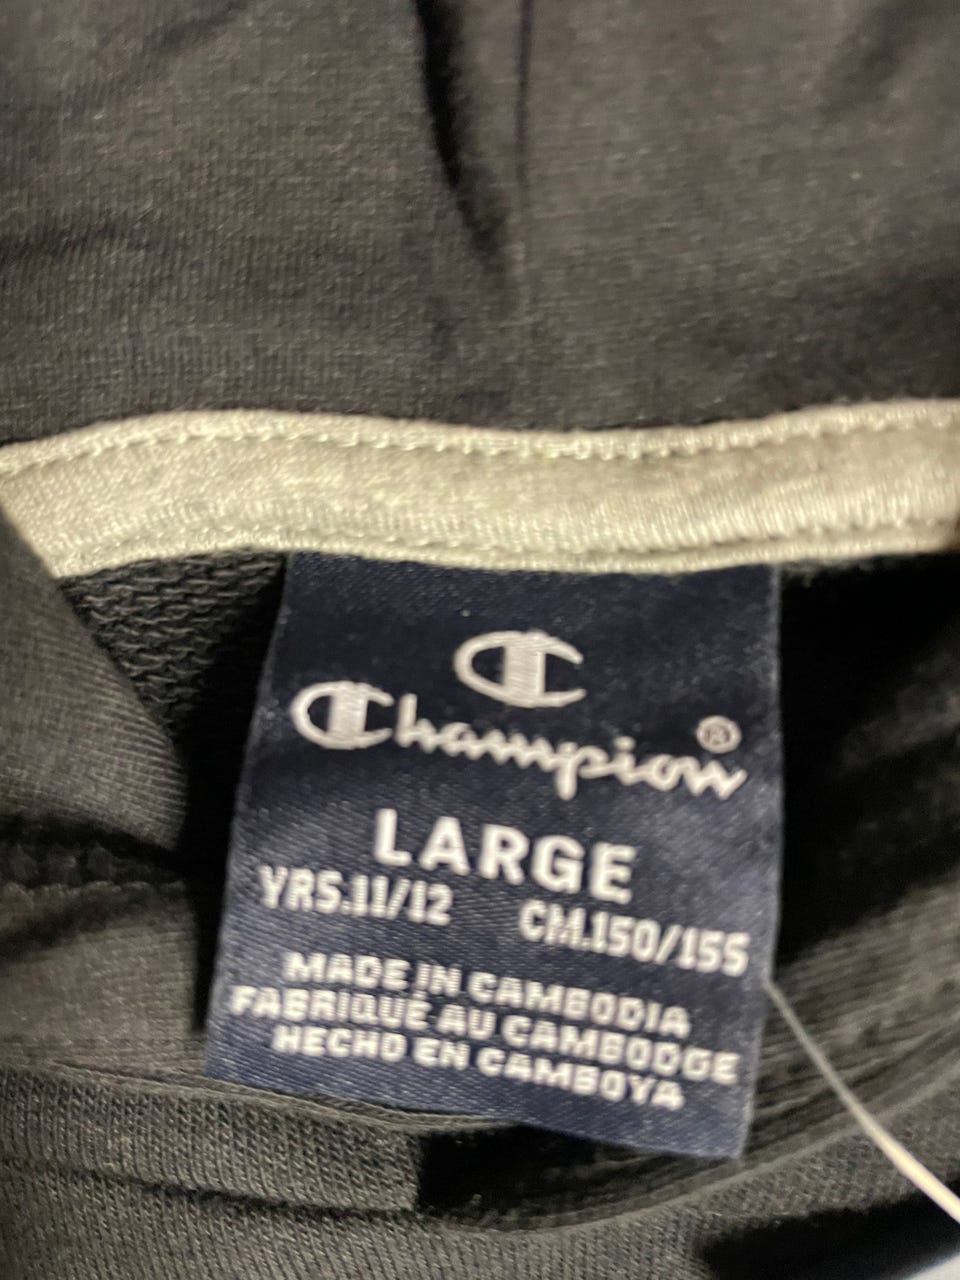 C
Champion®
LARGE
YRS.11/12 CM.150/155
MADE IN CAMBODIA
FABRIQUÉ AU CAMBODGE
HECHO EN CAMBOYA